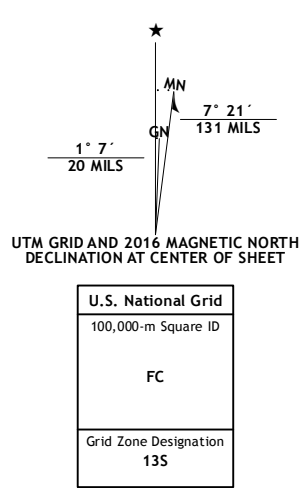 ★
MN
7° 21´
131 MILS
GN
1° 7´
20 MILS
UTM GRID AND 2016 MAGNETIC NORTH
DECLINATION AT CENTER OF SHEET
U.S. National Grid
100,000-m Square ID
FC
Grid Zone Designation
13S